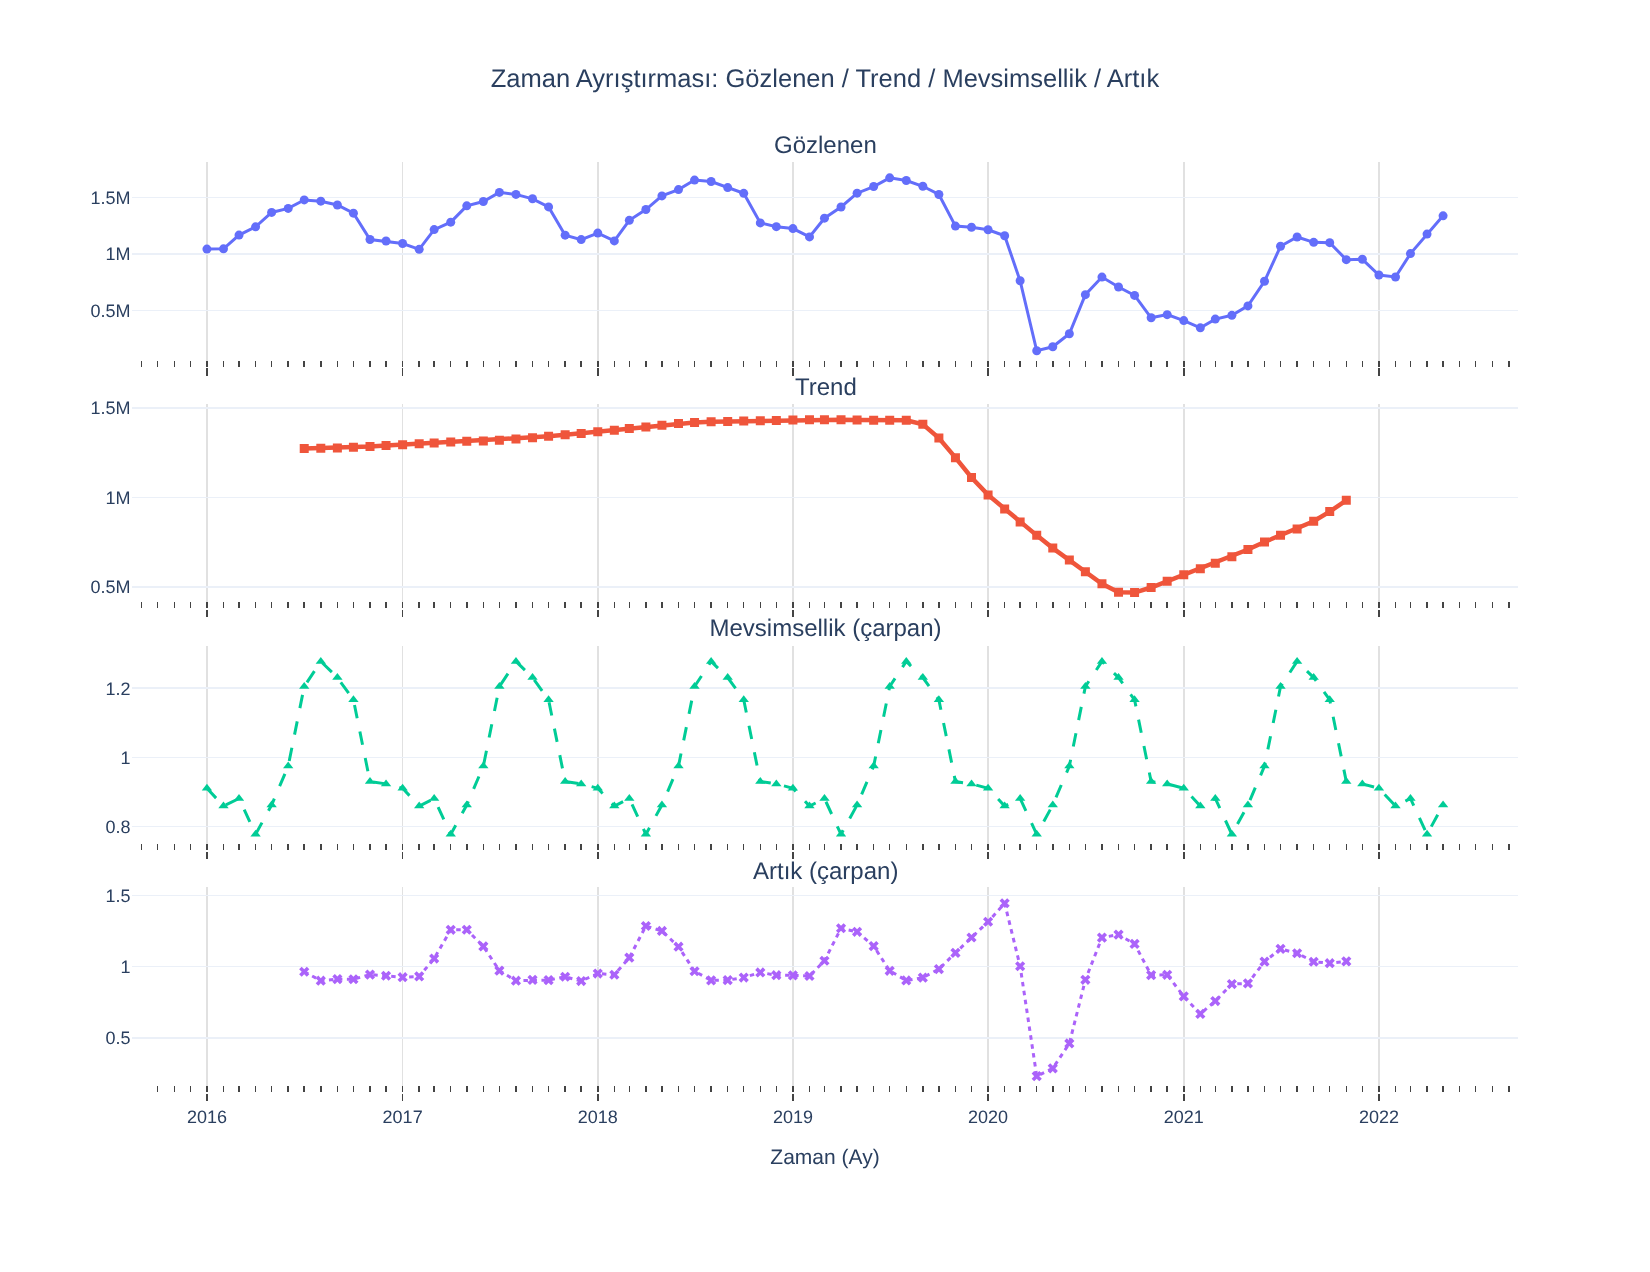 Zaman Ayrıştırması: Gözlenen / Trend / Mevsimsellik / Artık
Gözlenen
1.5M
1M
0.5M
Trend
1.5M
1M
0.5M
Mevsimsellik (çarpan)
1.2
1
0.8
Artık (çarpan)
1.5
1
0.5
2016 2017 2018 2019 2020 2021 2022
Zaman (Ay)